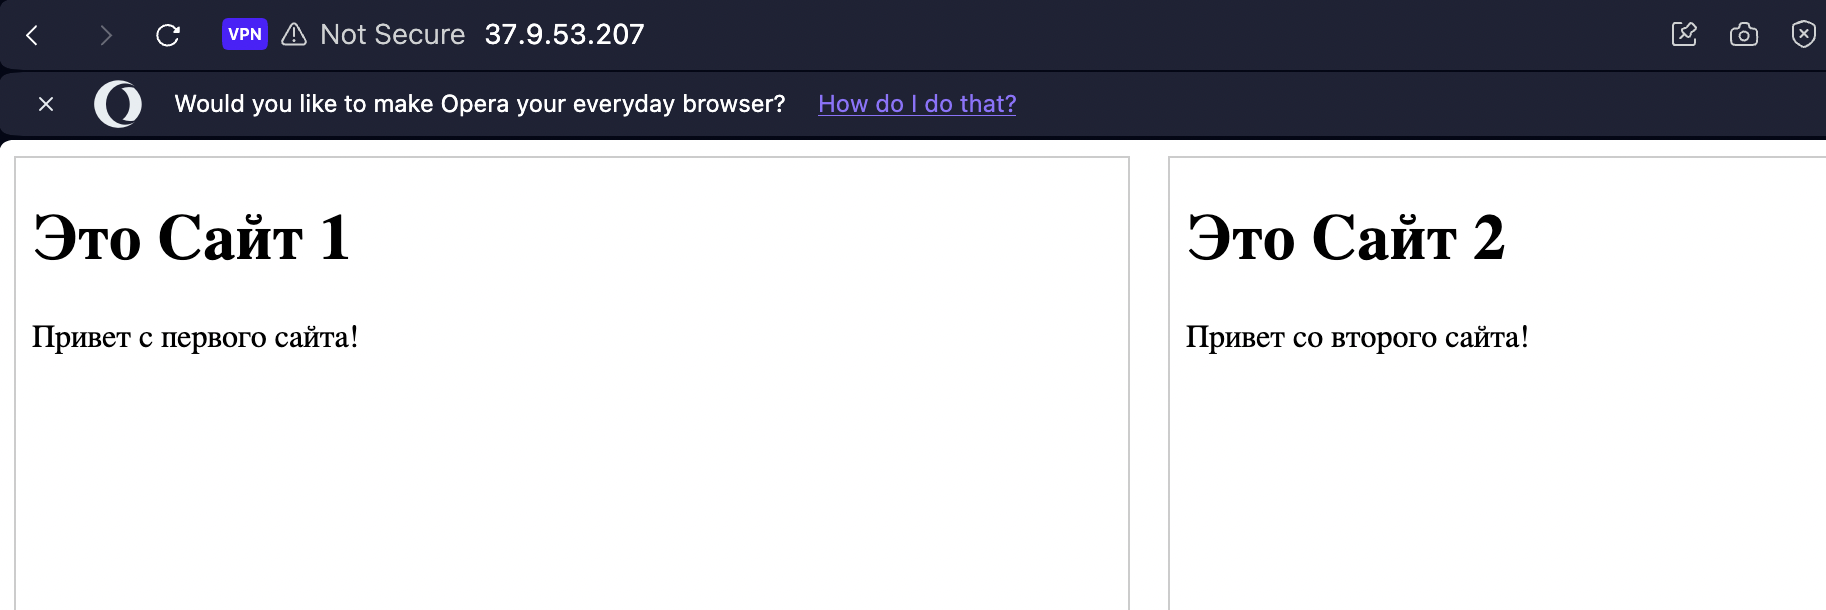 VPN Not Secure 37.9.53.207
Would you like to make Opera your everyday browser? How do I do that?
Это Сайт 1
Привет с первого сайта!
Это Сайт 2
Привет со второго сайта!